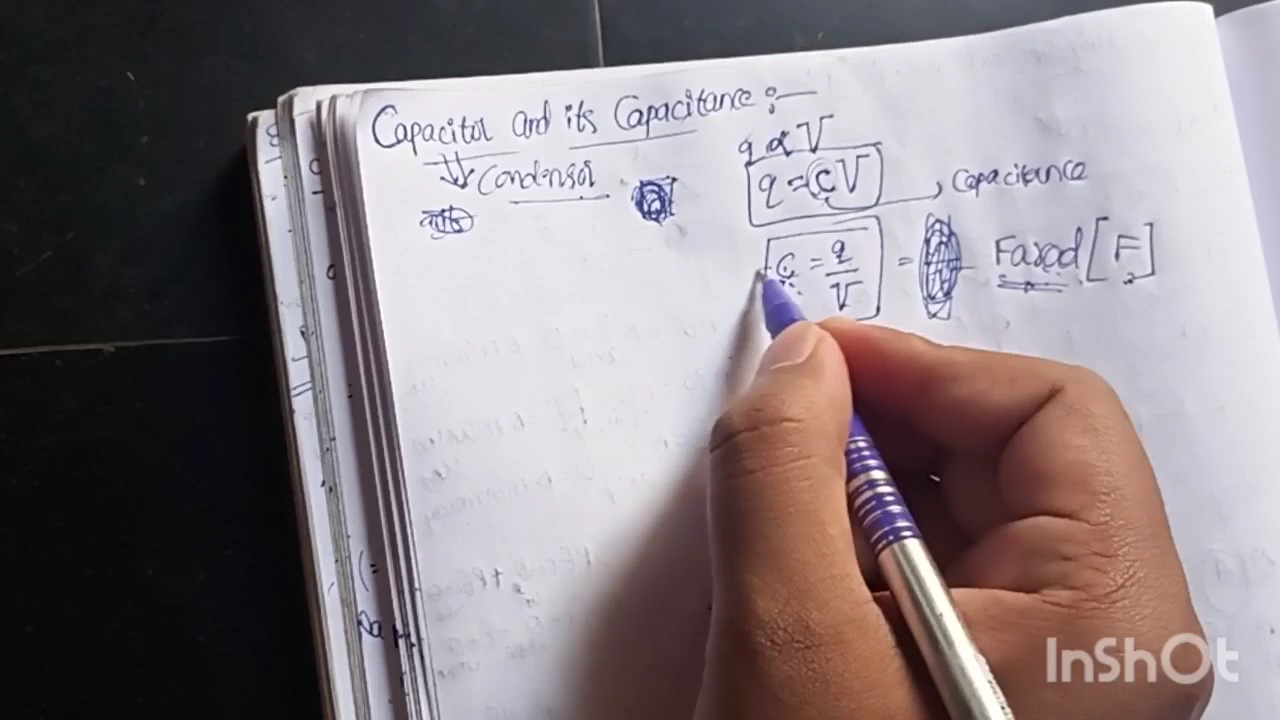 Capacitor and its Capacitance :—
Condensor
q ∝ V
q = CV
Capacitance
C = q/V = Farad [F]
InShOt